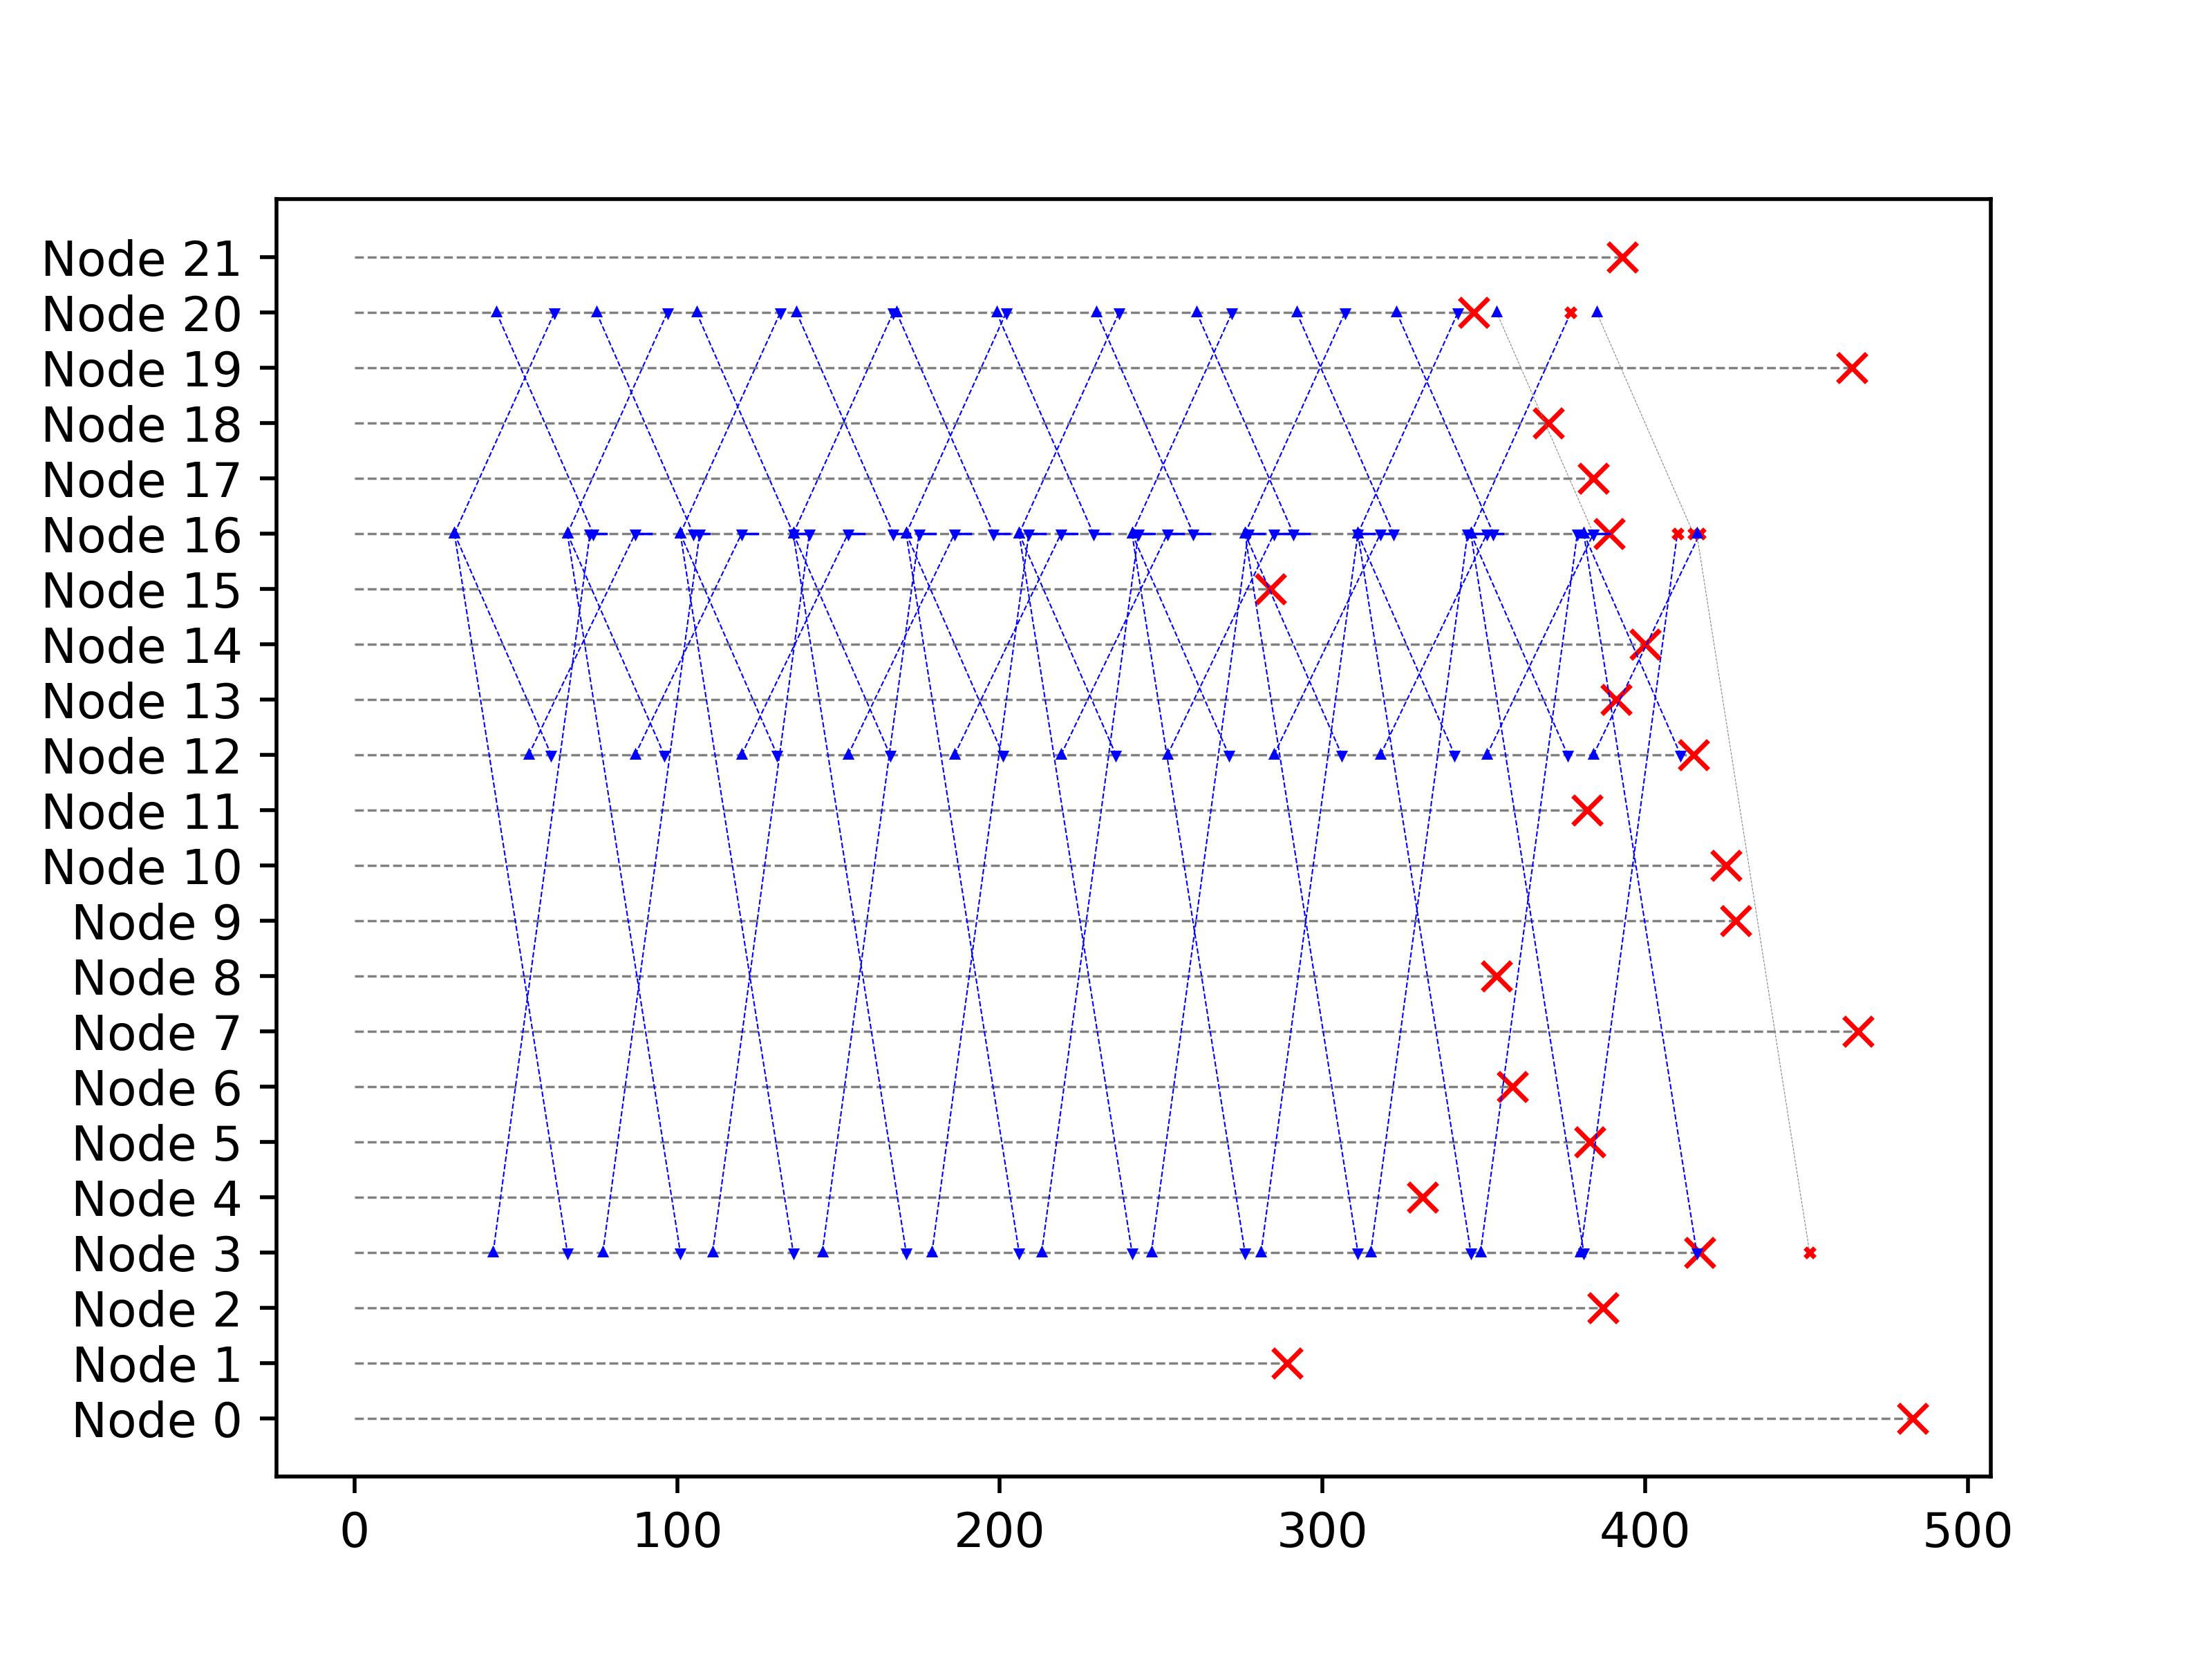 Node 21
Node 20
Node 19
Node 18
Node 17
Node 16
Node 15
Node 14
Node 13
Node 12
Node 11
Node 10
Node 9
Node 8
Node 7
Node 6
Node 5
Node 4
Node 3
Node 2
Node 1
Node 0
0 100 200 300 400 500